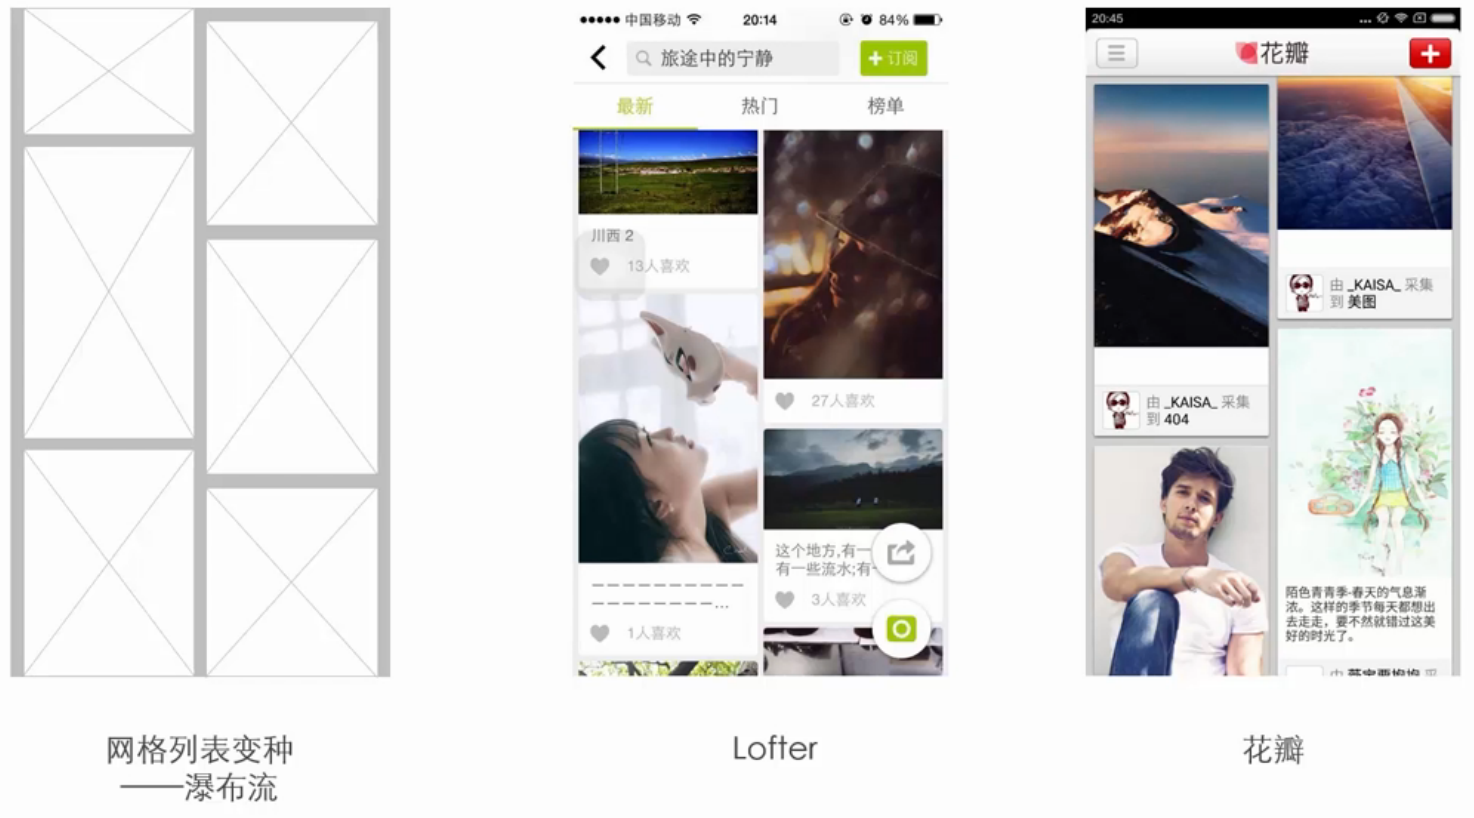 中国移动
20:14
84%
旅途中的宁静
+ 订阅
最新
热门
榜单
川西 2
13人喜欢
27人喜欢
这个地方,有一
有一些流水;有
3人喜欢
1人喜欢
20:45
花瓣
由 _KAISA_ 采集
到 404
由 _KAISA_ 采集
到 美图
陌色青青季-春天的气息渐
浓。这样的季节每天都想出
去走走，要不然就错过这美
好的时光了。
网格列表变种
——瀑布流
Lofter
花瓣